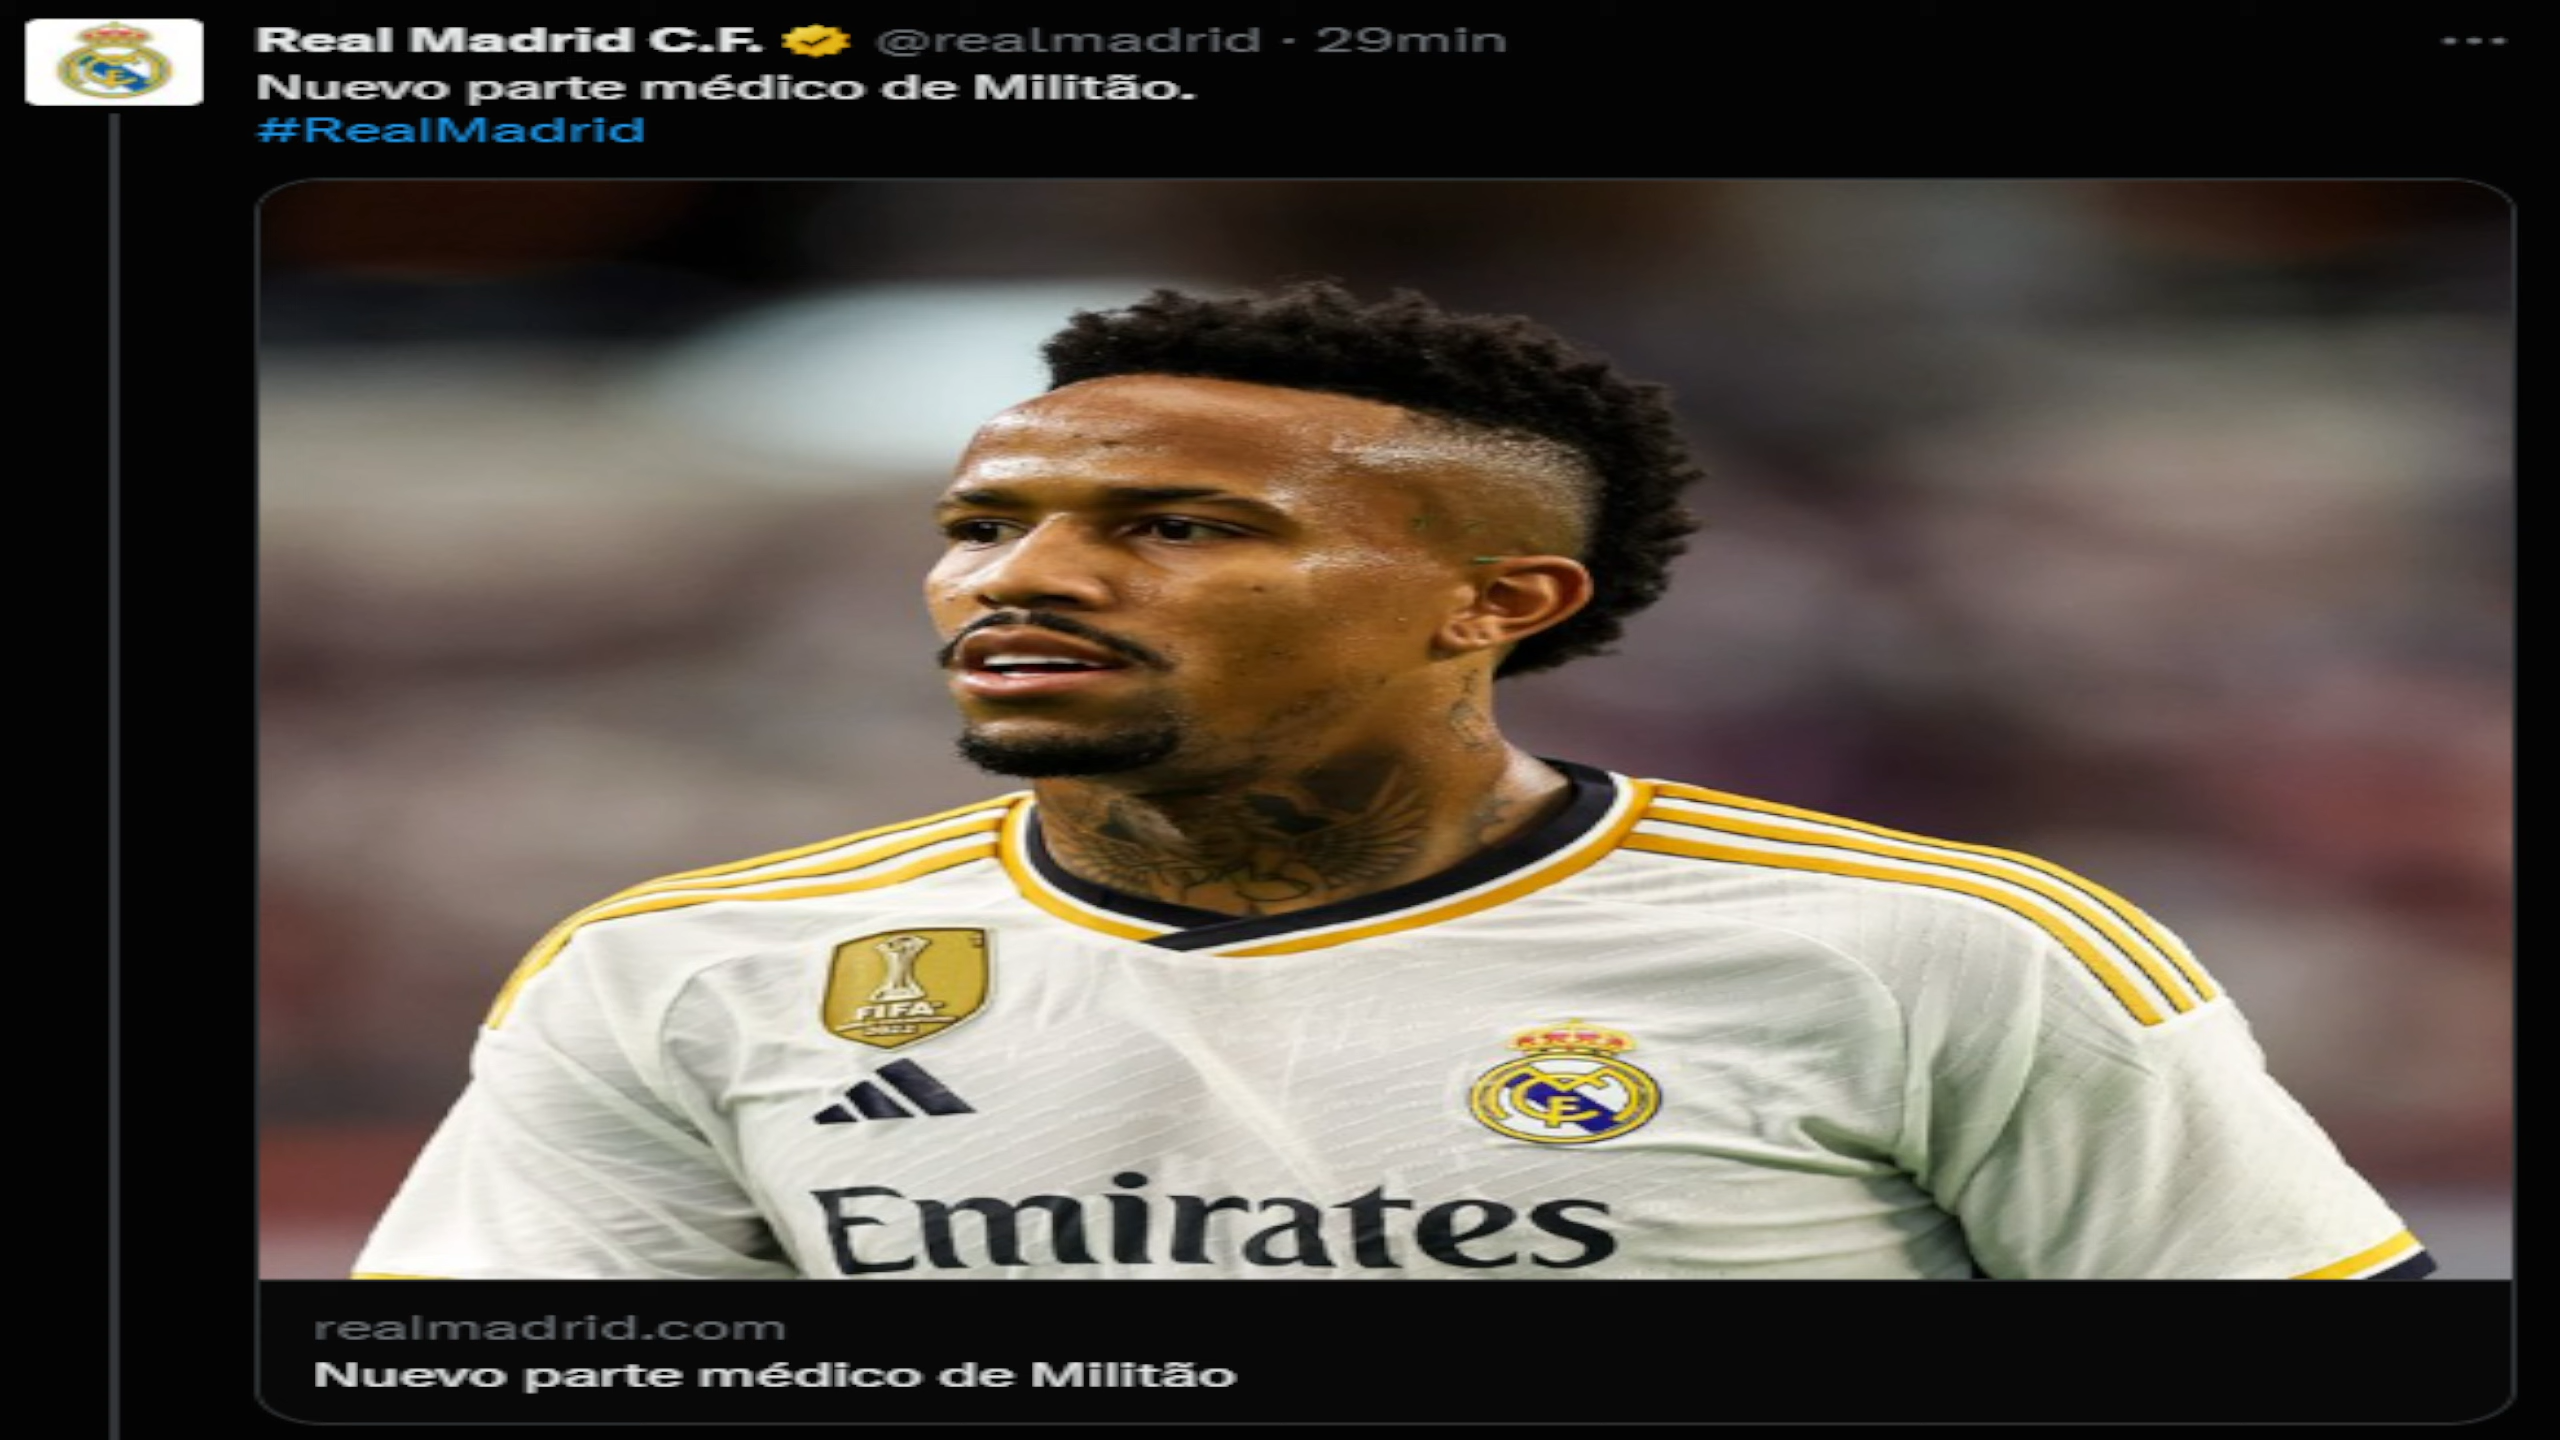 Real Madrid C.F. @realmadrid · 29min
Nuevo parte médico de Militão.
#RealMadrid
FIFA
2022
Emirates
realmadrid.com
Nuevo parte médico de Militão